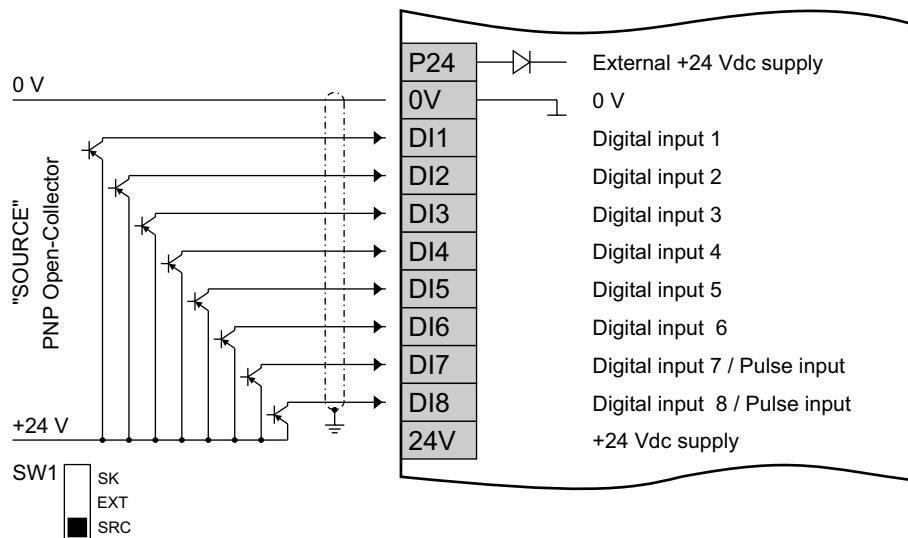 P24 External +24 Vdc supply
0 V 0V 0 V
DI1 Digital input 1
DI2 Digital input 2
DI3 Digital input 3
DI4 Digital input 4
DI5 Digital input 5
DI6 Digital input 6
DI7 Digital input 7 / Pulse input
DI8 Digital input 8 / Pulse input
+24 V 24V +24 Vdc supply
"SOURCE"
PNP Open-Collector
SW1 SK
EXT
SRC